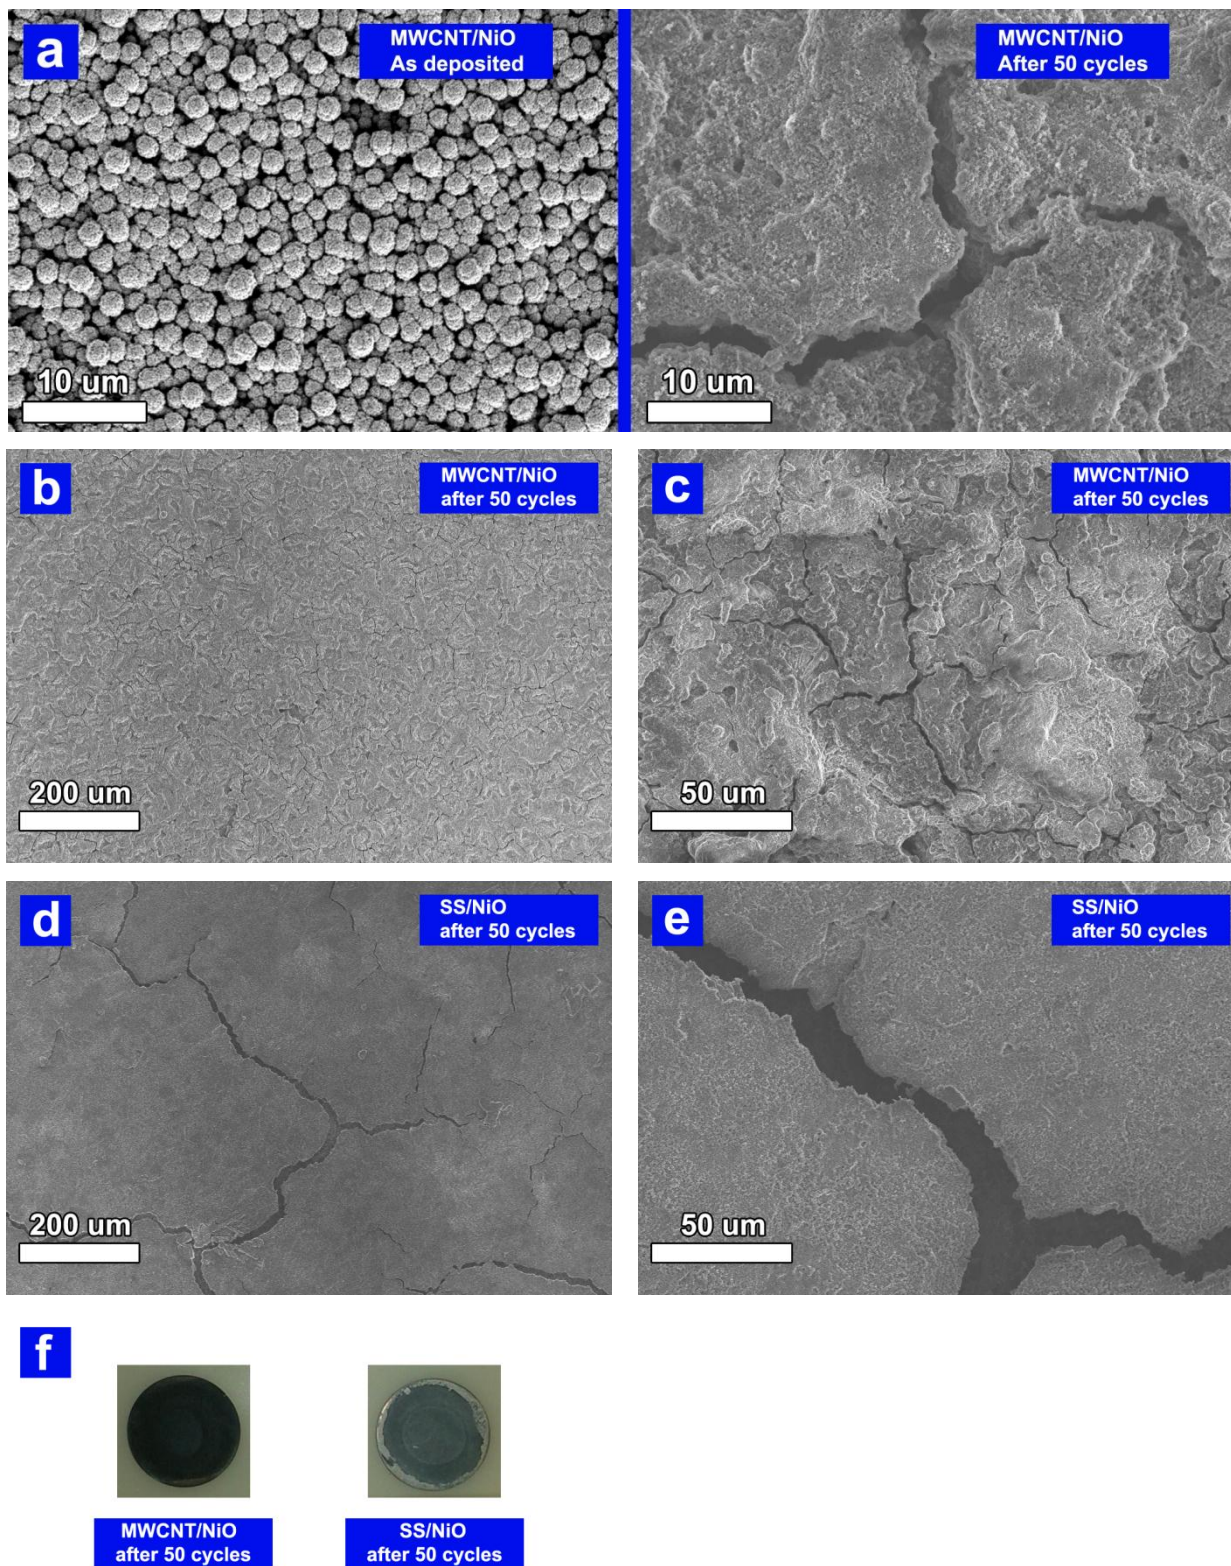 a
MWCNT/NiO
As deposited
10 um
MWCNT/NiO
After 50 cycles
10 um
b
MWCNT/NiO
after 50 cycles
200 um
c
MWCNT/NiO
after 50 cycles
50 um
d
SS/NiO
after 50 cycles
200 um
e
SS/NiO
after 50 cycles
50 um
f
MWCNT/NiO
after 50 cycles
SS/NiO
after 50 cycles